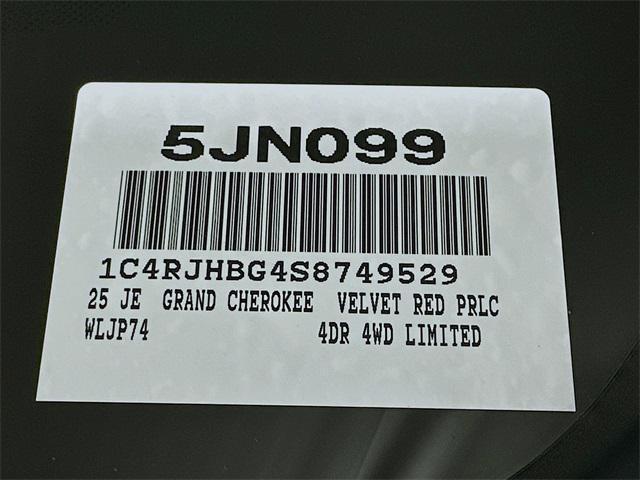 5JN099
1C4RJHBG4S8749529
25 JE GRAND CHEROKEE VELVET RED PRLC
WLJP74 4DR 4WD LIMITED